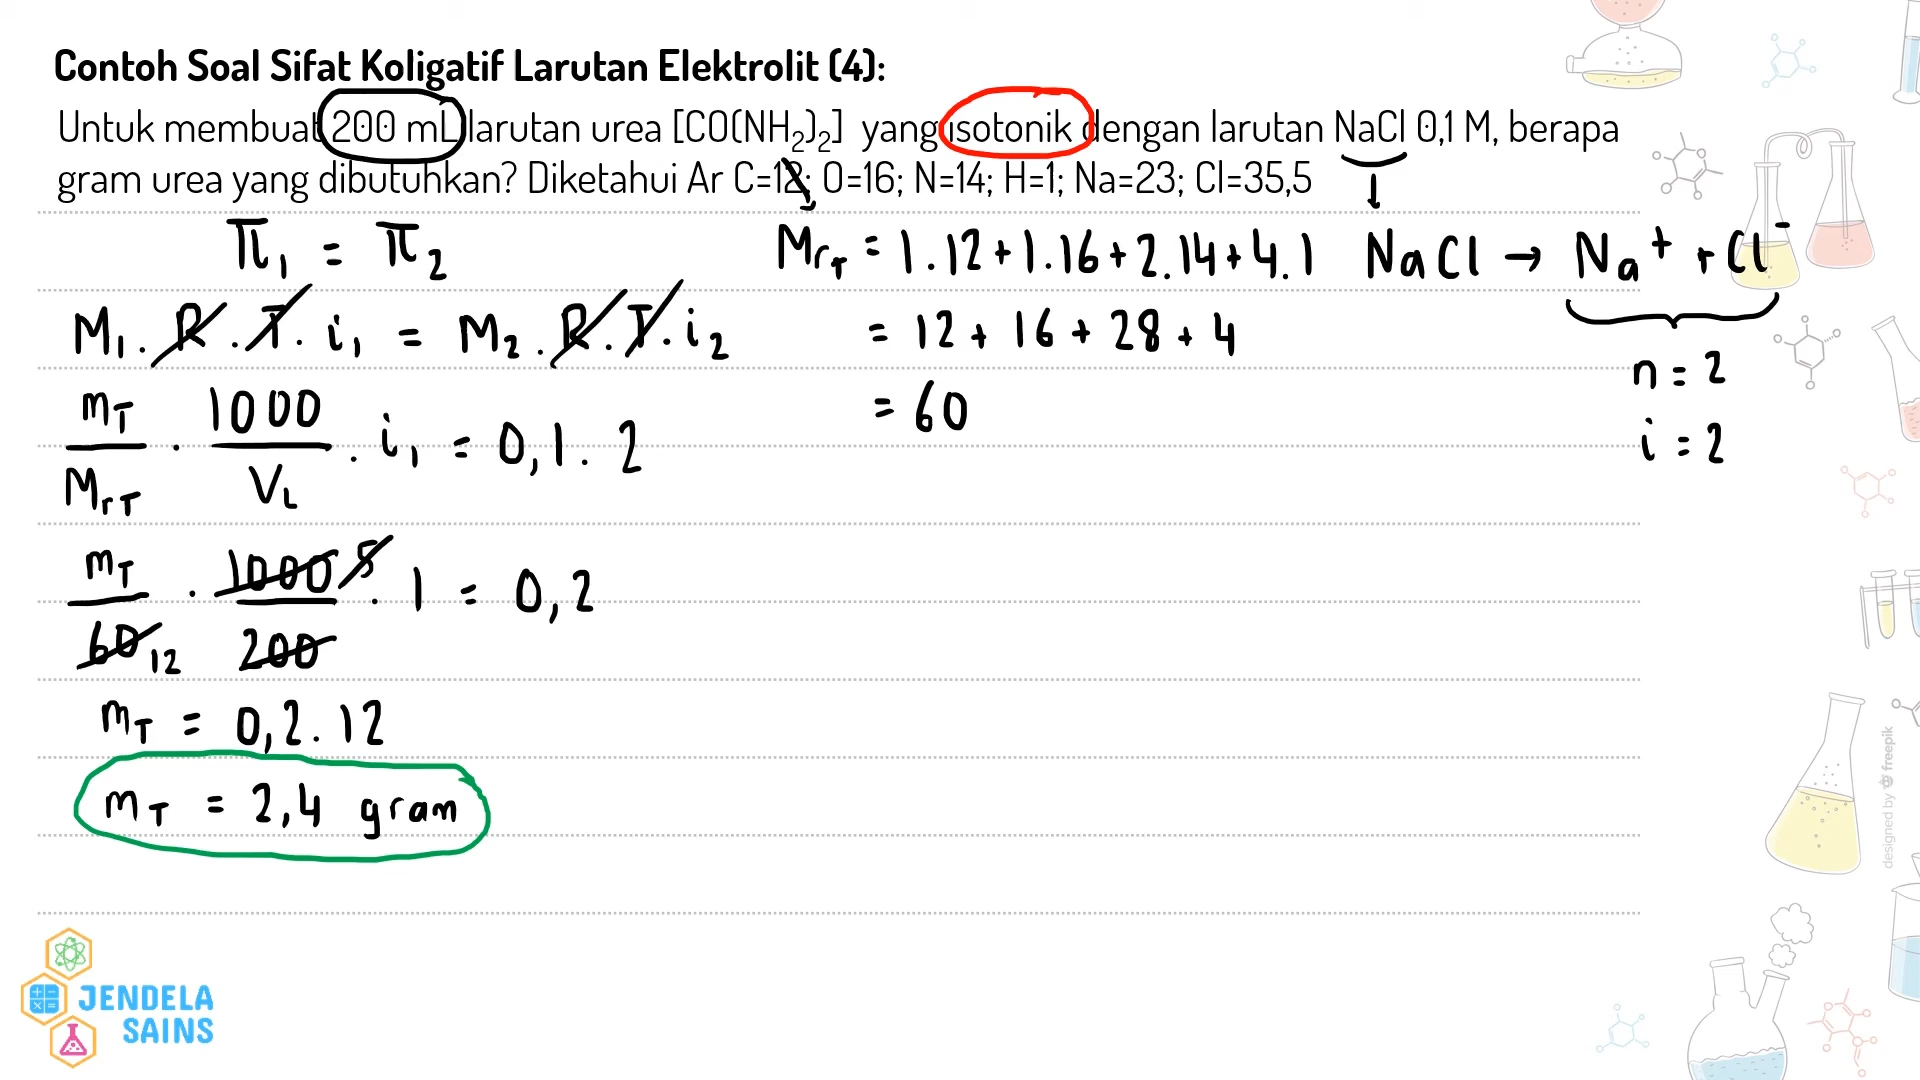 Contoh Soal Sifat Koligatif Larutan Elektrolit (4):
Untuk membuat 200 mL larutan urea [CO(NH₂)₂] yang isotonik dengan larutan NaCl 0,1 M, berapa
gram urea yang dibutuhkan? Diketahui Ar C=12; O=16; N=14; H=1; Na=23; Cl=35,5
π₁ = π₂
M₁ . R . T . i₁ = M₂ . R . T . i₂
mT/MrT . 1000/VL . i₁ = 0,1 . 2
mT/60 12 . 1000 5/200 . 1 = 0,2
mT = 0,2 . 12
mT = 2,4 gram
MrT = 1.12+1.16+2.14+4.1
= 12 + 16 + 28 + 4
= 60
NaCl → Na⁺ + Cl⁻
n = 2
i = 2
JENDELA
SAINS
designed by freepik